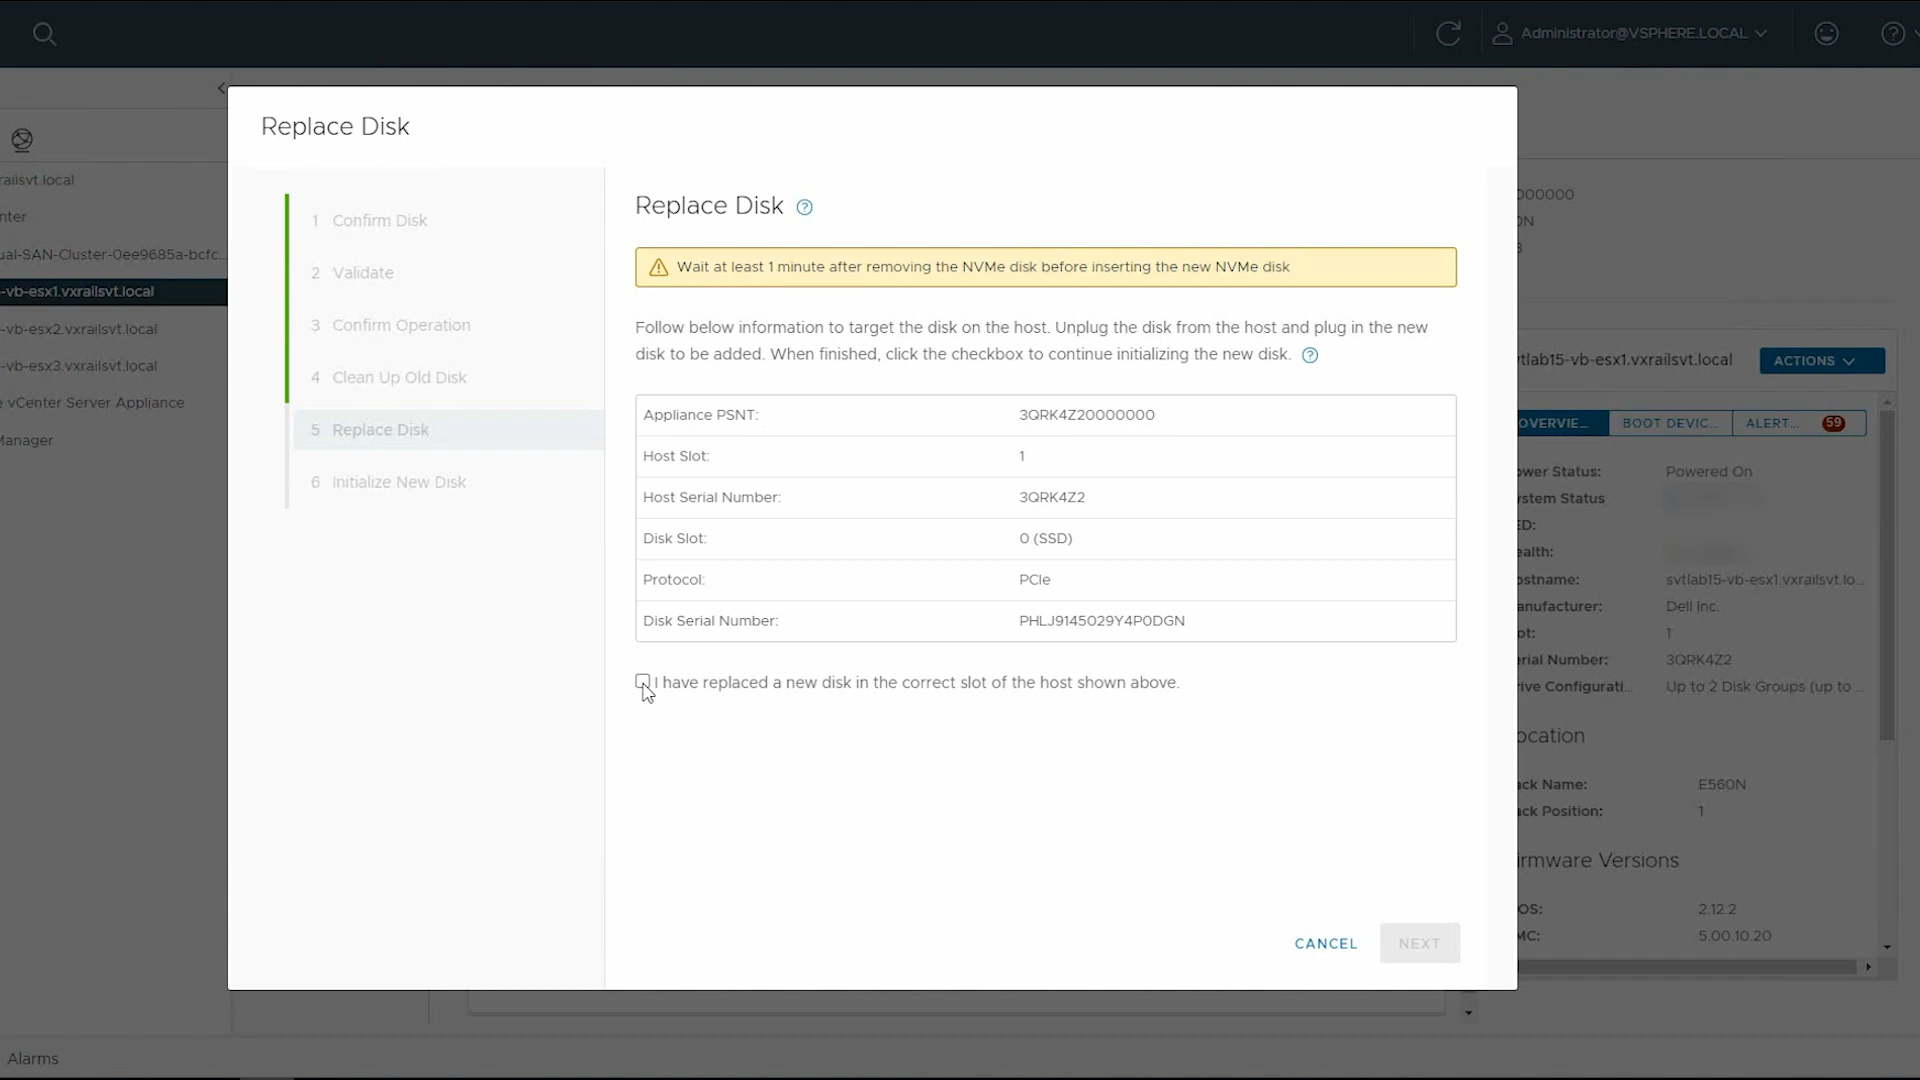 Administrator@VSPHERE.LOCAL
Replace Disk
railsvt.local
nter
ual-SAN-Cluster-0ee9685a-bcfc...
-vb-esx1.vxrailsvt.local
-vb-esx2.vxrailsvt.local
-vb-esx3.vxrailsvt.local
e vCenter Server Appliance
Manager
1 Confirm Disk
2 Validate
3 Confirm Operation
4 Clean Up Old Disk
5 Replace Disk
6 Initialize New Disk
Replace Disk
Wait at least 1 minute after removing the NVMe disk before inserting the new NVMe disk
Follow below information to target the disk on the host. Unplug the disk from the host and plug in the new
disk to be added. When finished, click the checkbox to continue initializing the new disk.
Appliance PSNT: 3QRK4Z20000000
Host Slot: 1
Host Serial Number: 3QRK4Z2
Disk Slot: 0 (SSD)
Protocol: PCIe
Disk Serial Number: PHLJ9145029Y4P0DGN
I have replaced a new disk in the correct slot of the host shown above.
CANCEL NEXT
000000
ON
3
vtlab15-vb-esx1.vxrailsvt.local ACTIONS
OVERVIE... BOOT DEVIC... ALERT... 59
ower Status: Powered On
ystem Status
ED:
ealth:
ostname: svtlab15-vb-esx1.vxrailsvt.lo...
anufacturer: Dell Inc.
ot: 1
erial Number: 3QRK4Z2
rive Configurati... Up to 2 Disk Groups (up to ...
ocation
ack Name: E560N
ack Position: 1
irmware Versions
OS: 2.12.2
MC: 5.00.10.20
Alarms